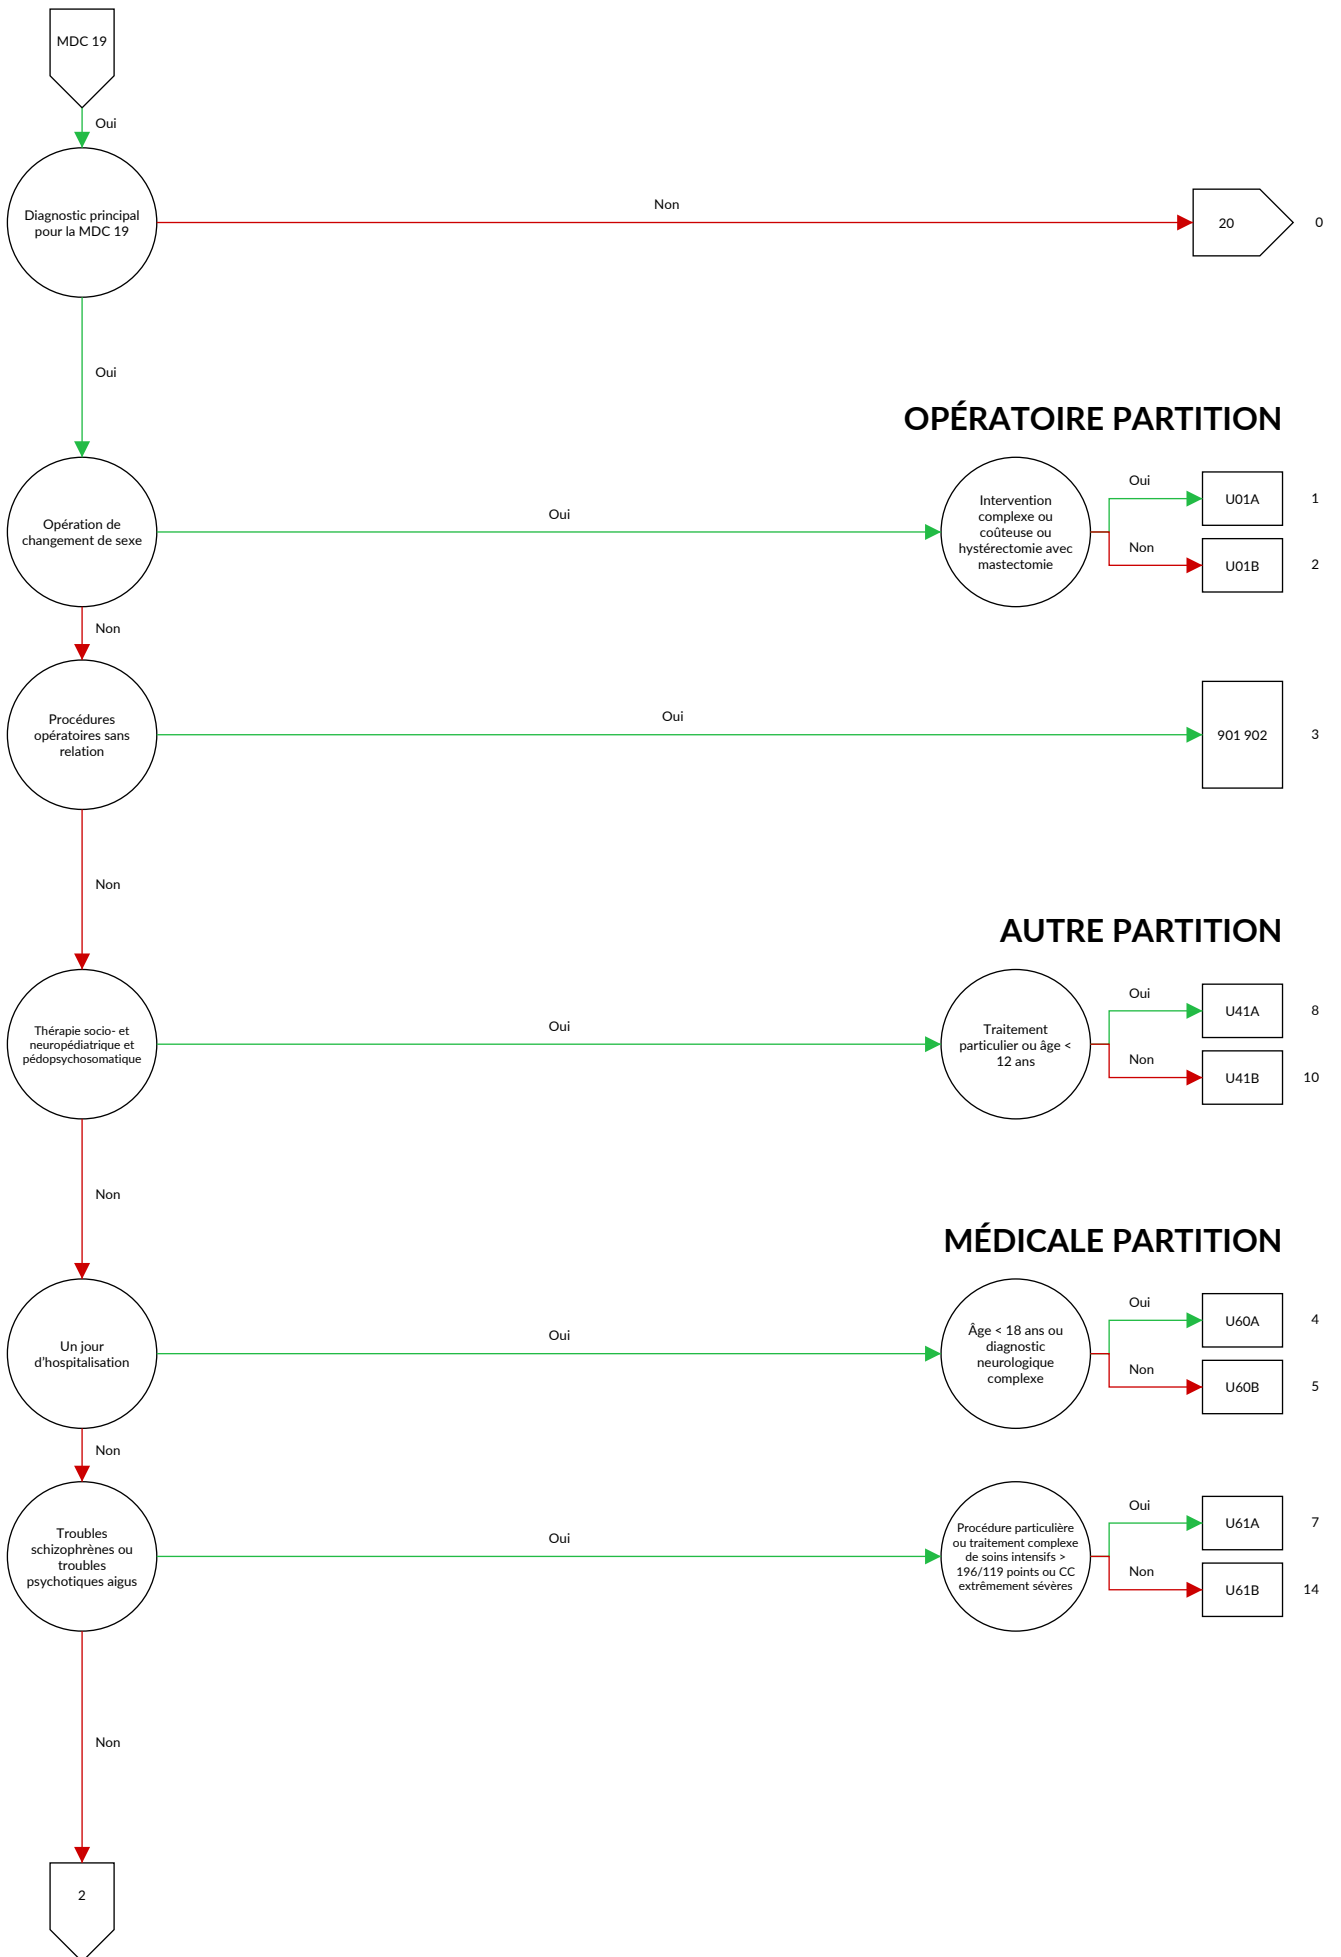 MDC 19
Oui
Diagnostic principal
pour la MDC 19
Non
20
0
Oui
OPÉRATOIRE PARTITION
Opération de
changement de sexe
Oui
Intervention
complexe ou
coûteuse ou
hystérectomie avec
mastectomie
Oui
U01A
1
Non
U01B
2
Non
Procédures
opératoires sans
relation
Oui
901 902
3
Non
AUTRE PARTITION
Thérapie socio- et
neuropédiatrique et
pédopsychosomatique
Oui
Traitement
particulier ou âge <
12 ans
Oui
U41A
8
Non
U41B
10
Non
MÉDICALE PARTITION
Un jour
d'hospitalisation
Oui
Âge < 18 ans ou
diagnostic
neurologique
complexe
Oui
U60A
4
Non
U60B
5
Non
Troubles
schizophrènes ou
troubles
psychotiques aigus
Oui
Procédure particulière
ou traitement complexe
de soins intensifs >
196/119 points ou CC
extrêmement sévères
Oui
U61A
7
Non
U61B
14
Non
2